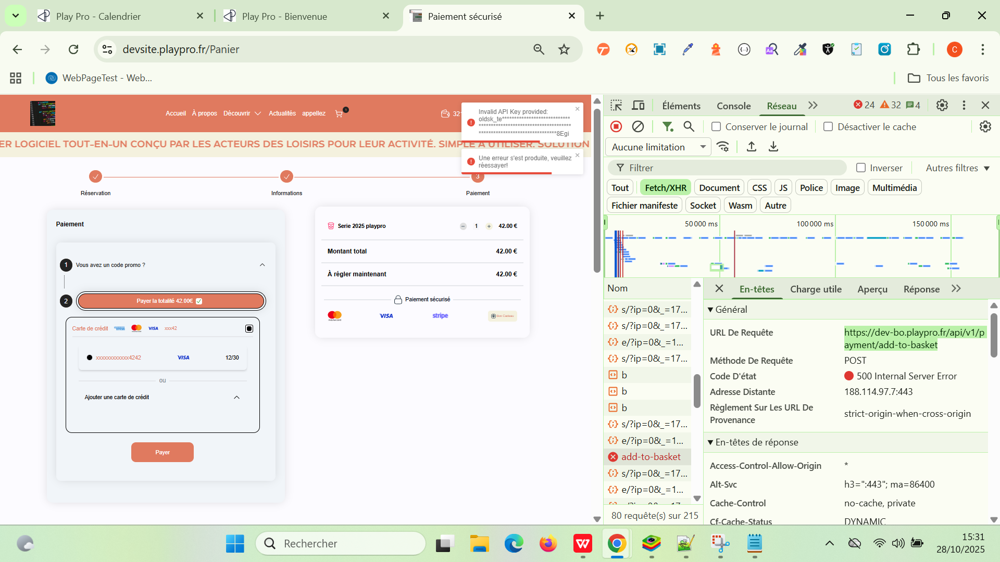 Play Pro - Calendrier
Play Pro - Bienvenue
Paiement sécurisé
devsite.playpro.fr/Panier
C
WebPageTest - Web...
Tous les favoris
Accueil À propos Découvrir Actualités appellez 1
Invalid API Key provided:
oldsk_te****************************
**************************************
********************************8Egi
ER LOGICIEL TOUT-EN-UN CONÇU PAR LES ACTEURS DES LOISIRS POUR LEUR ACTIVITÉ. SIMPLE À UTILISER. SOLUTION
Une erreur s'est produite, veuillez
réessayer!
3
Réservation
Informations
Paiement
Paiement
1 Vous avez un code promo ?
2 Payer la totalité 42.00€
Carte de crédit VISA xxx42
xxxxxxxxxxxx4242 VISA 12/30
ou
Ajouter une carte de crédit
Payer
Serie 2025 playpro − 1 + 42.00 €
Montant total 42.00 €
À régler maintenant 42.00 €
Paiement sécurisé
mastercard VISA stripe Bon Cadeau
Éléments Console Réseau 24 32 4
Conserver le journal Désactiver le cache
Aucune limitation
Filtrer Inverser Autres filtres
Tout Fetch/XHR Document CSS JS Police Image Multimédia
Fichier manifeste Socket Wasm Autre
50 000 ms 100 000 ms 150 000 ms
Nom
s/?ip=0&_=17...
s/?ip=0&_=17...
e/?ip=0&_=1...
s/?ip=0&_=17...
b
b
b
s/?ip=0&_=17...
e/?ip=0&_=1...
add-to-basket
s/?ip=0&_=17...
e/?ip=0&_=1...
80 requête(s) sur 215
En-têtes Charge utile Aperçu Réponse
Général
URL De Requête https://dev-bo.playpro.fr/api/v1/p
ayment/add-to-basket
Méthode De Requête POST
Code D'état 500 Internal Server Error
Adresse Distante 188.114.97.7:443
Règlement Sur Les URL De
Provenance strict-origin-when-cross-origin
En-têtes de réponse
Access-Control-Allow-Origin *
Alt-Svc h3=":443"; ma=86400
Cache-Control no-cache, private
Cf-Cache-Status DYNAMIC
Rechercher
15:31
28/10/2025